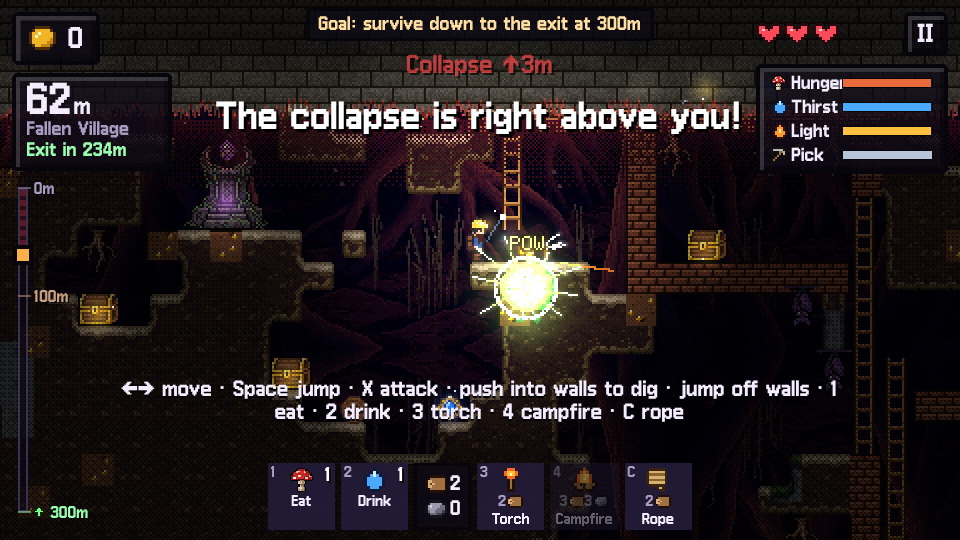 0
Goal: survive down to the exit at 300m
II
Collapse ↑3m
62m
Fallen Village
Exit in 234m
The collapse is right above you!
Hunger
Thirst
Light
Pick
0m
POW
100m
←→ move · Space jump · X attack · push into walls to dig · jump off walls · 1
eat · 2 drink · 3 torch · 4 campfire · C rope
1 1 Eat
2 1 Drink
2
0
3 2 Torch
4 3 3 Campfire
C 2 Rope
↑ 300m